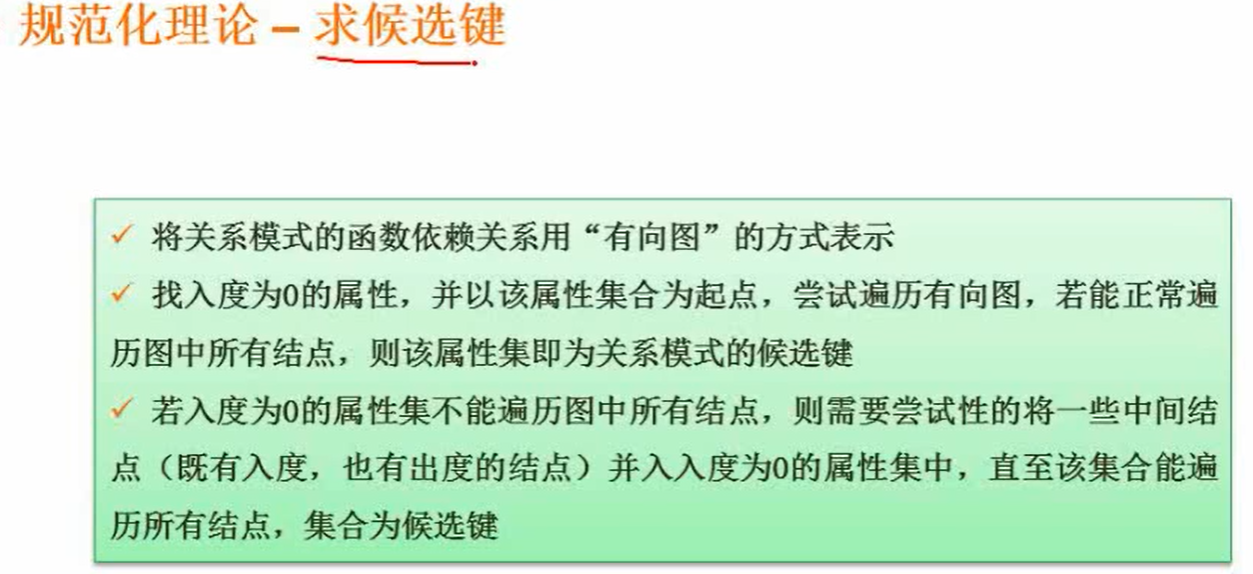 规范化理论 – 求候选键
✓ 将关系模式的函数依赖关系用“有向图”的方式表示
✓ 找入度为0的属性，并以该属性集合为起点，尝试遍历有向图，若能正常遍
历图中所有结点，则该属性集即为关系模式的候选键
✓ 若入度为0的属性集不能遍历图中所有结点，则需要尝试性的将一些中间结
点（既有入度，也有出度的结点）并入入度为0的属性集中，直至该集合能遍
历所有结点，集合为候选键